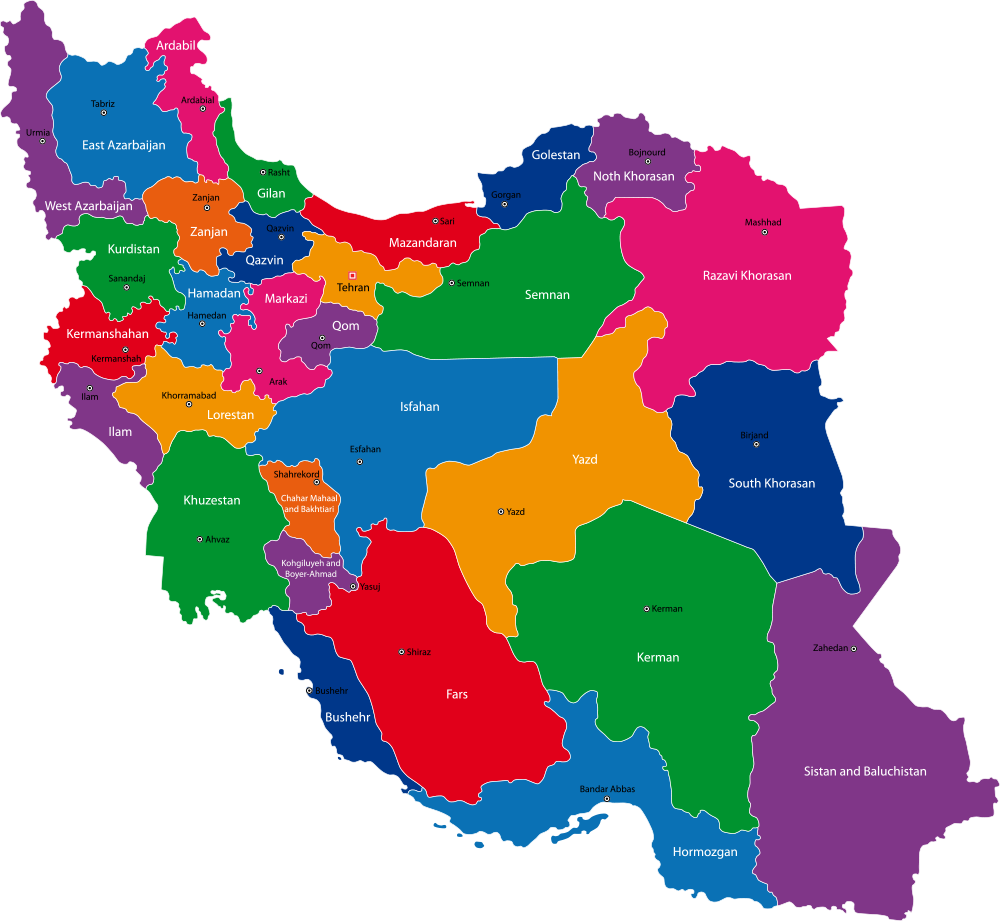 Ardabil
Ardabial
Tabriz
East Azarbaijan
Urmia
West Azarbaijan
Rasht
Gilan
Zanjan
Zanjan
Qazvin
Qazvin
Sari
Mazandaran
Golestan
Gorgan
Bojnourd
Noth Khorasan
Mashhad
Razavi Khorasan
Kurdistan
Sanandaj
Hamadan
Hamedan
Markazi
Arak
Tehran
Semnan
Semnan
Qom
Qom
Kermanshahan
Kermanshah
Ilam
Ilam
Khorramabad
Lorestan
Isfahan
Esfahan
Yazd
Yazd
Birjand
South Khorasan
Khuzestan
Ahvaz
Shahrekord
Chahar Mahaal
and Bakhtiari
Kohgiluyeh and
Boyer-Ahmad
Yasuj
Shiraz
Fars
Bushehr
Bushehr
Kerman
Kerman
Zahedan
Sistan and Baluchistan
Bandar Abbas
Hormozgan